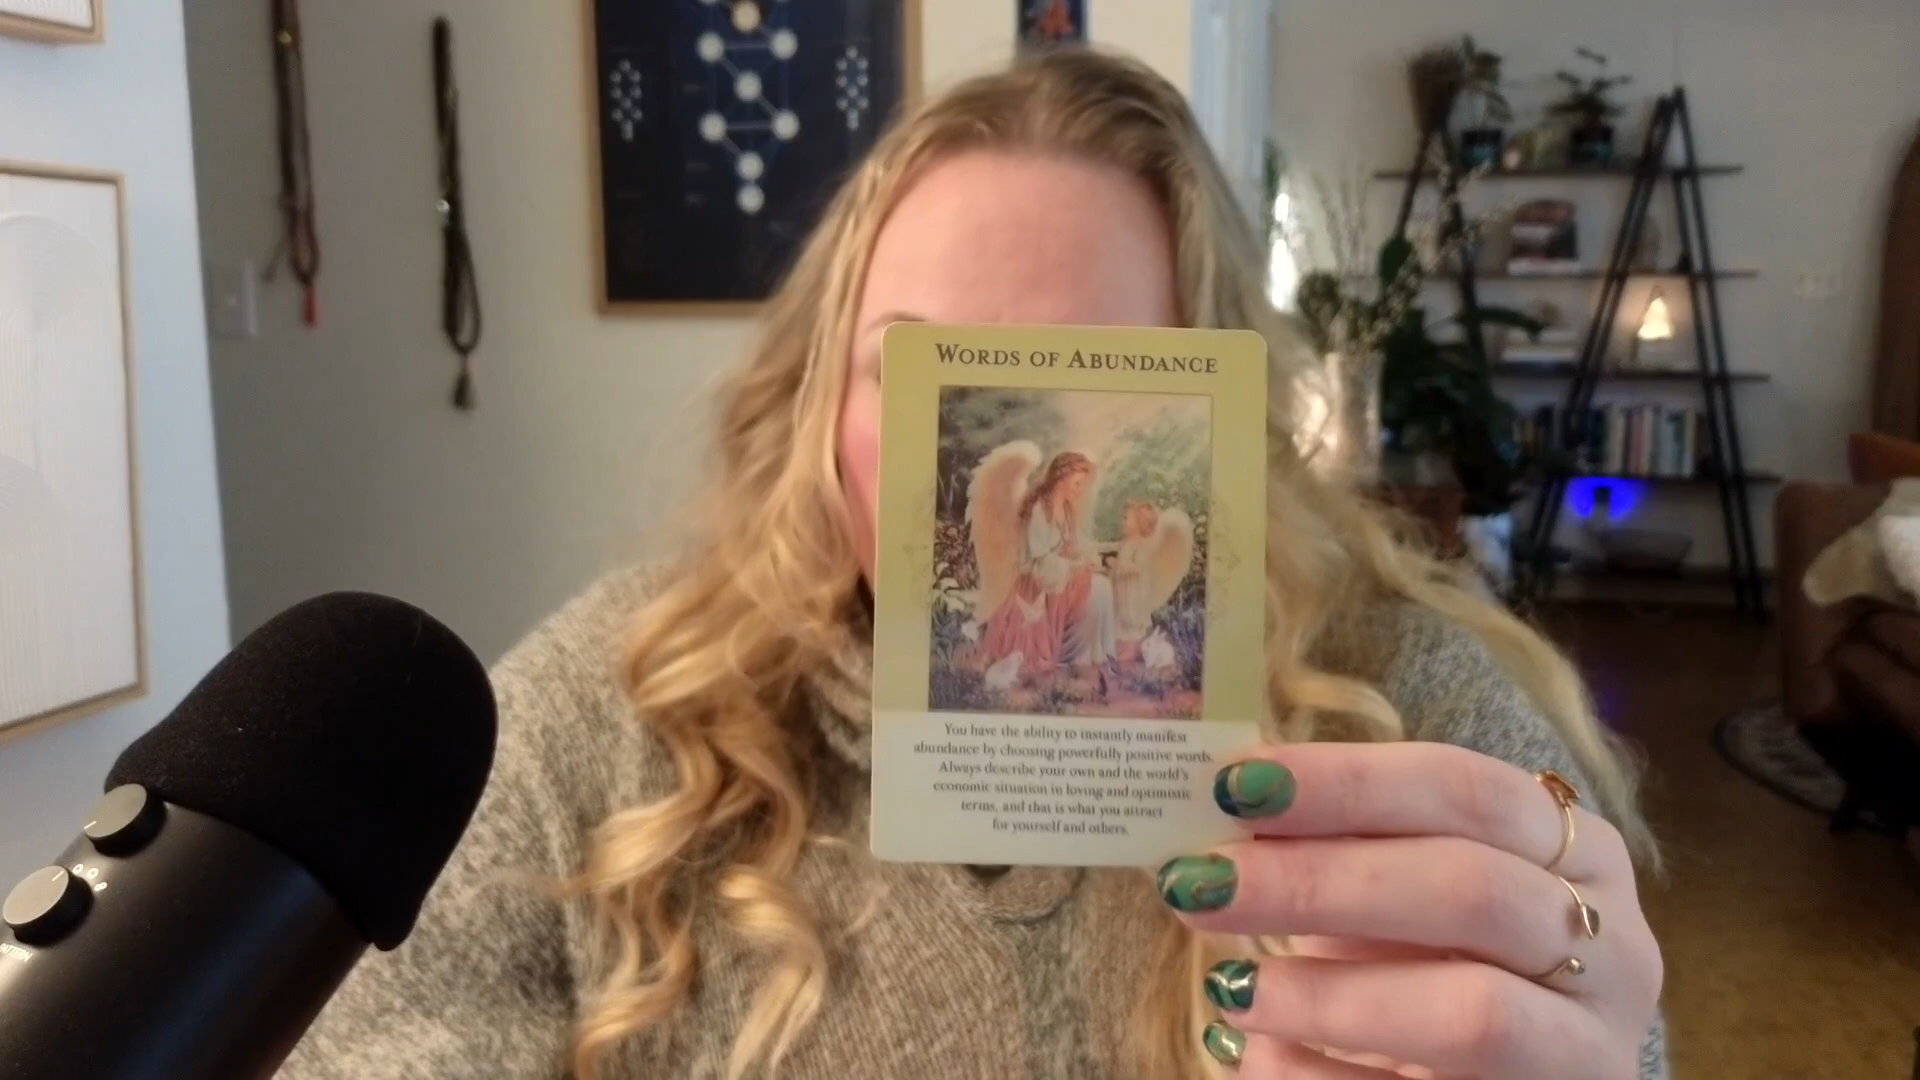 WORDS OF ABUNDANCE
You have the ability to instantly manifest
abundance by choosing powerfully positive words.
Always describe your own and the world's
economic situation in loving and optimistic
terms, and that is what you attract
for yourself and others.
PATTERN